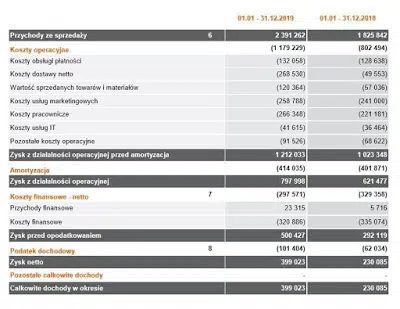 01.01 - 31.12.2019 01.01 - 31.12.2018
Przychody ze sprzedaży 6 2 391 262 1 825 842
Koszty operacyjne (1 179 229) (802 494)
Koszty obsługi płatności (132 058) (128 638)
Koszty dostawy netto (268 530) (49 553)
Wartość sprzedanych towarów i materiałów (120 364) (57 036)
Koszty usług marketingowych (258 788) (241 000)
Koszty pracownicze (266 348) (221 181)
Koszty usług IT (41 615) (36 464)
Pozostałe koszty operacyjne (91 526) (68 622)
Zysk z działalności operacyjnej przed amortyzacją 1 212 033 1 023 348
Amortyzacja (414 035) (401 871)
Zysk z działalności operacyjnej 797 998 621 477
Koszty finansowe - netto 7 (297 571) (329 358)
Przychody finansowe 23 315 5 716
Koszty finansowe (320 886) (335 074)
Zysk przed opodatkowaniem 500 427 292 119
Podatek dochodowy 8 (101 404) (62 034)
Zysk netto 399 023 230 085
Pozostałe całkowite dochody - -
Całkowite dochody w okresie 399 023 230 085